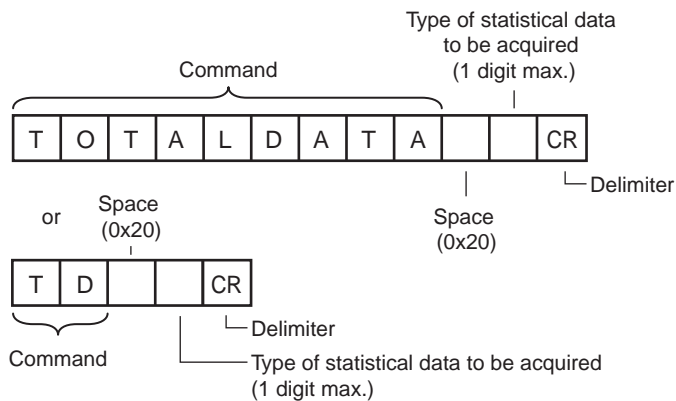 Type of statistical data
to be acquired
(1 digit max.)
Command
T O T A L D A T A CR
Delimiter
Space
(0x20)
or
Space
(0x20)
T D CR
Delimiter
Command
Type of statistical data to be acquired
(1 digit max.)